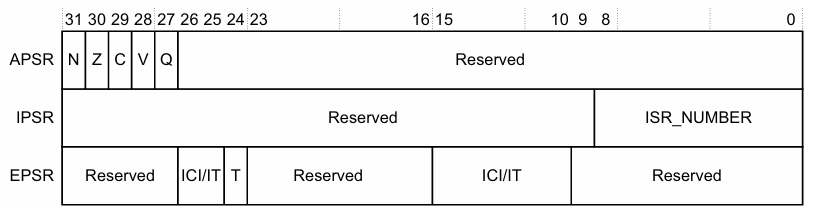 31 30 29 28 27 26 25 24 23 16 15 10 9 8 0
APSR N Z C V Q Reserved
IPSR Reserved ISR_NUMBER
EPSR Reserved ICI/IT T Reserved ICI/IT Reserved